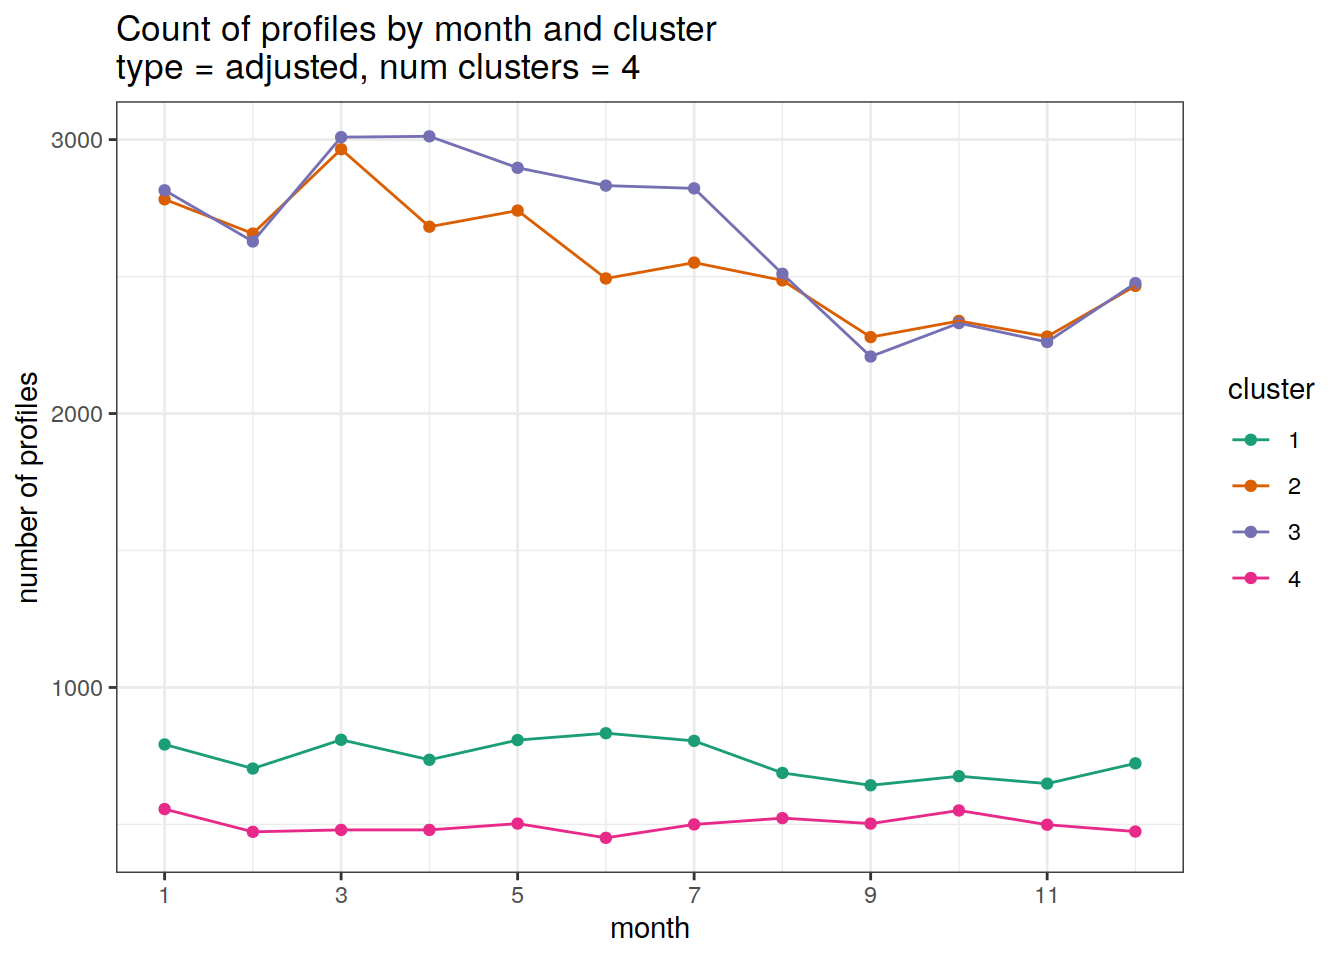 Count of profiles by month and cluster
type = adjusted, num clusters = 4
number of profiles
3000
2000
1000
1 3 5 7 9 11
month
cluster
1
2
3
4